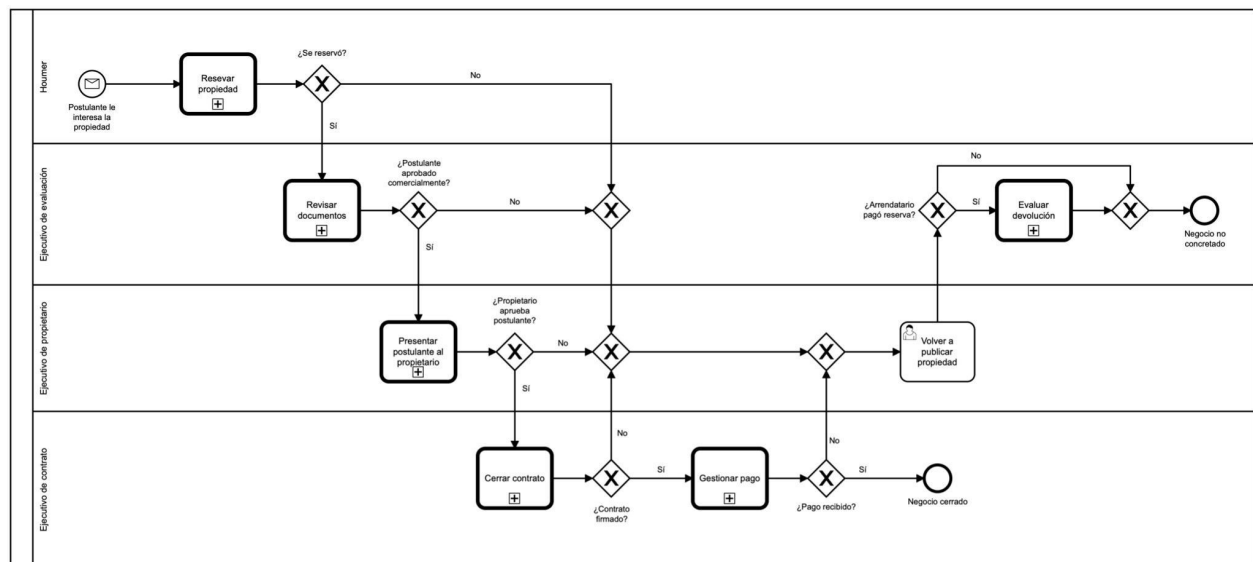 Houmer
Postulante le
interesa la
propiedad
Resevar
propiedad
¿Se reservó?
No
Sí
Ejecutivo de evaluación
Revisar
documentos
¿Postulante
aprobado
comercialmente?
No
Sí
¿Arrendatario
pagó reserva?
No
Sí
Evaluar
devolución
Negocio no
concretado
Ejecutivo de propietario
Presentar
postulante al
propietario
¿Propietario
aprueba
postulante?
No
Sí
Volver a
publicar
propiedad
Ejecutivo de contrato
Cerrar contrato
No
¿Contrato
firmado?
Sí
Gestionar pago
No
¿Pago recibido?
Sí
Negocio cerrado